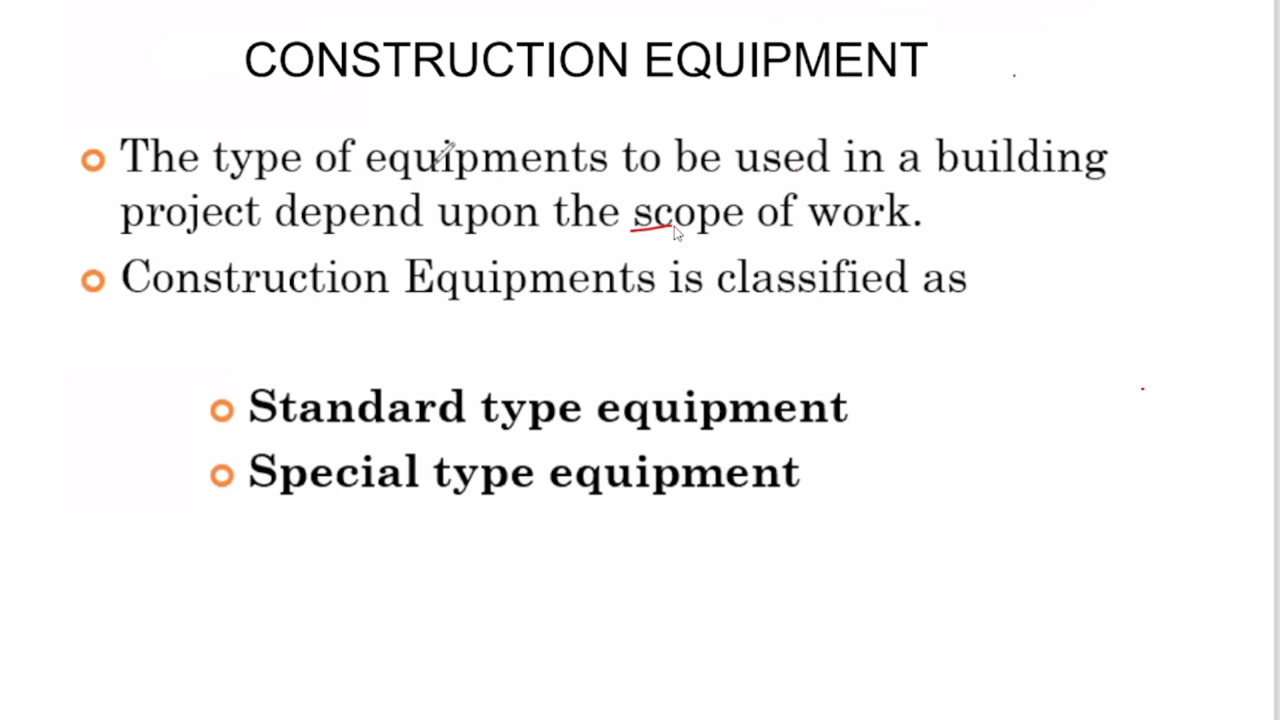 CONSTRUCTION EQUIPMENT
The type of equipments to be used in a building
project depend upon the scope of work.
Construction Equipments is classified as
Standard type equipment
Special type equipment